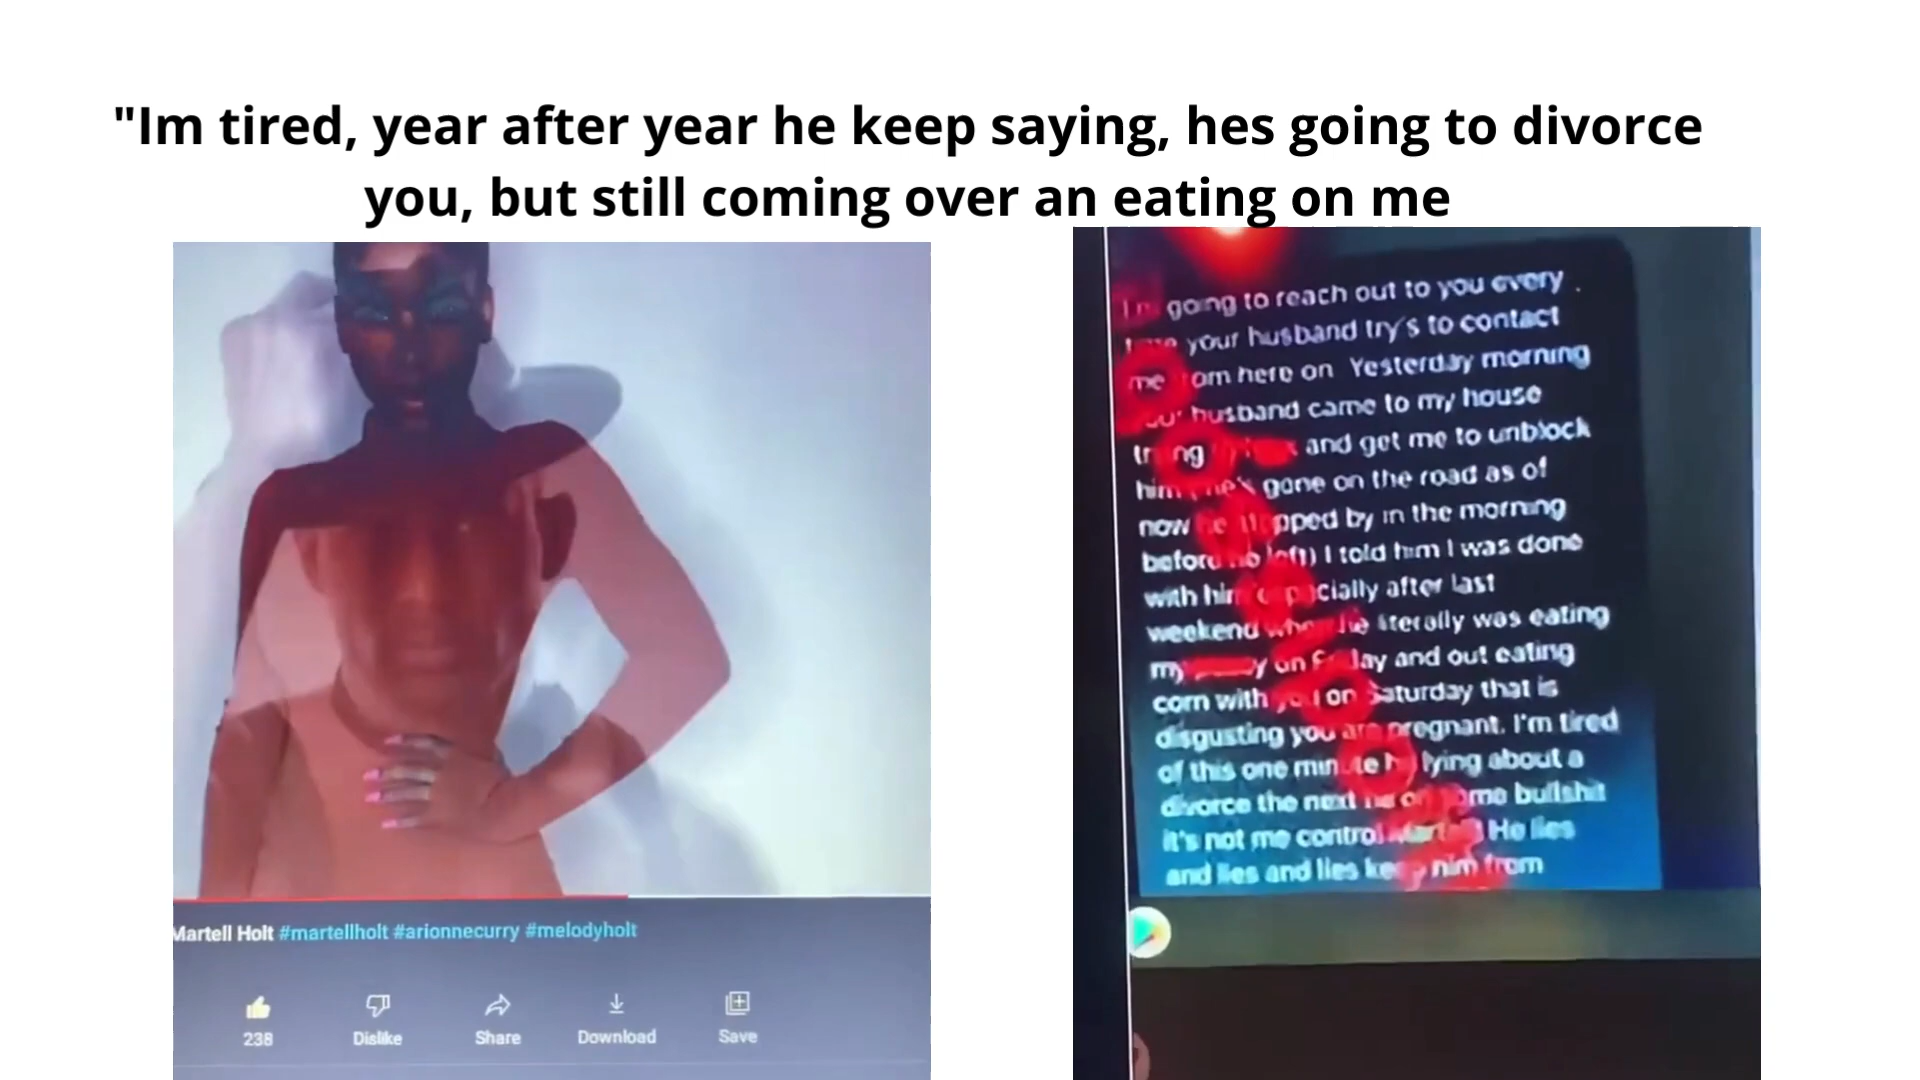 "Im tired, year after year he keep saying, hes going to divorce
you, but still coming over an eating on me
going to reach out to you every .
your husband try's to contact
me om here on Yesterday morning
husband came to my house
and get me to unblock
gone on the road as of
now pped by in the morning
I told him I was done
with cially after last
weekend literally was eating
my on and out eating
corn with on Saturday that is
disgusting you are pregnant. I'm tired
of this one lying about a
divorce the next bullshit
it's not me control He lies
and lies and lies from
Martell Holt #martellholt #arionnecurry #melodyholt
238 Dislike Share Download Save